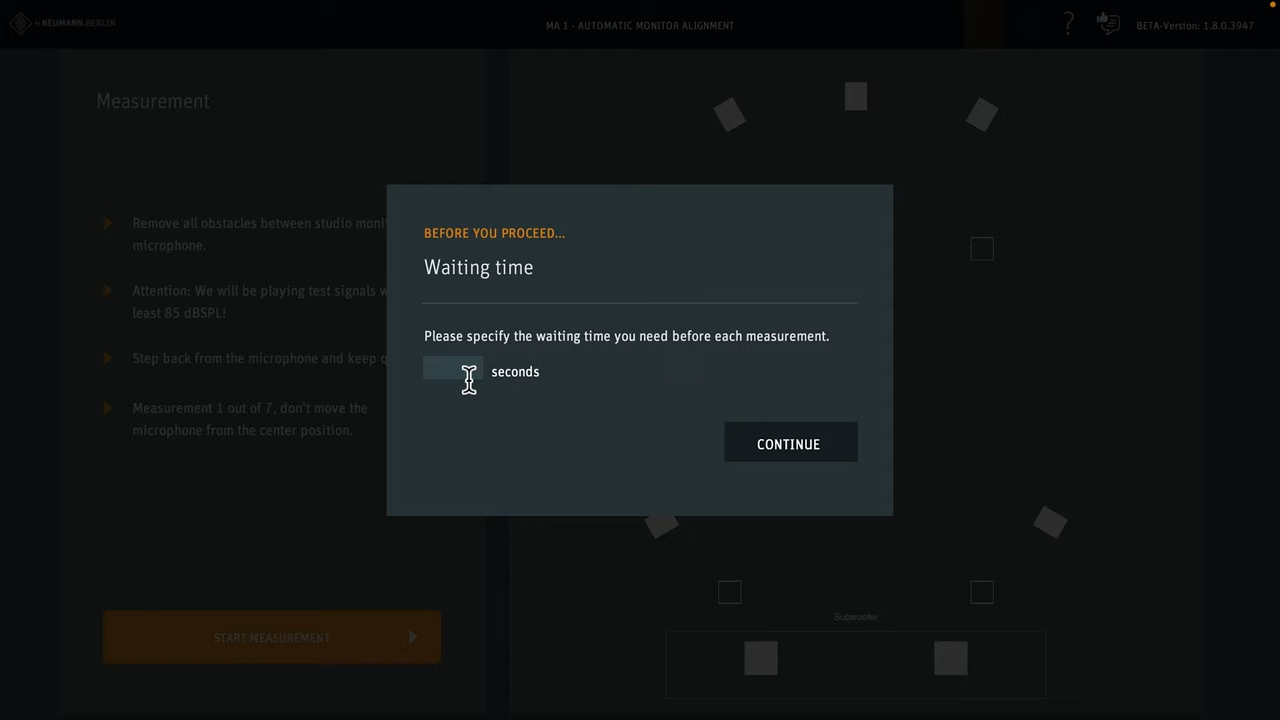 NEUMANN.BERLIN
MA 1 - AUTOMATIC MONITOR ALIGNMENT
?
BETA-Version: 1.8.0.3947
Measurement
Remove all obstacles between studio moni
microphone.
Attention: We will be playing test signals w
least 85 dBSPL!
Step back from the microphone and keep q
Measurement 1 out of 7, don't move the
microphone from the center position.
START MEASUREMENT
BEFORE YOU PROCEED...
Waiting time
Please specify the waiting time you need before each measurement.
seconds
CONTINUE
Subwoofer